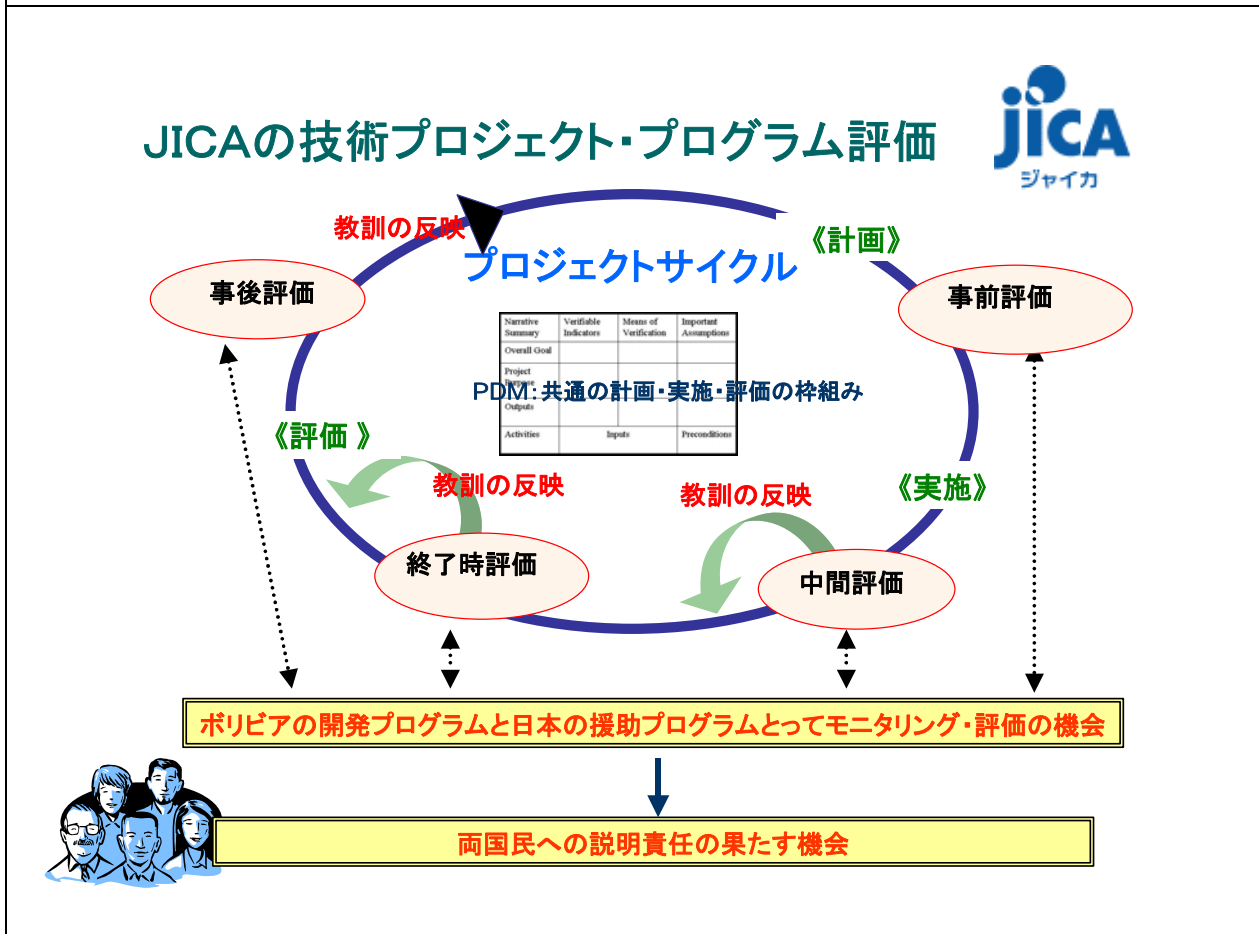 JICAの技術プロジェクト・プログラム評価
jICA
ジャイカ
教訓の反映
《計画》
プロジェクトサイクル
事後評価
事前評価
Narrative Summary
Verifiable Indicators
Means of Verification
Important Assumptions
Overall Goal
Project Purpose
PDM：共通の計画・実施・評価の枠組み
Outputs
Activities
Inputs
Preconditions
《評価 》
教訓の反映
教訓の反映
《実施》
終了時評価
中間評価
ボリビアの開発プログラムと日本の援助プログラムとってモニタリング・評価の機会
両国民への説明責任の果たす機会